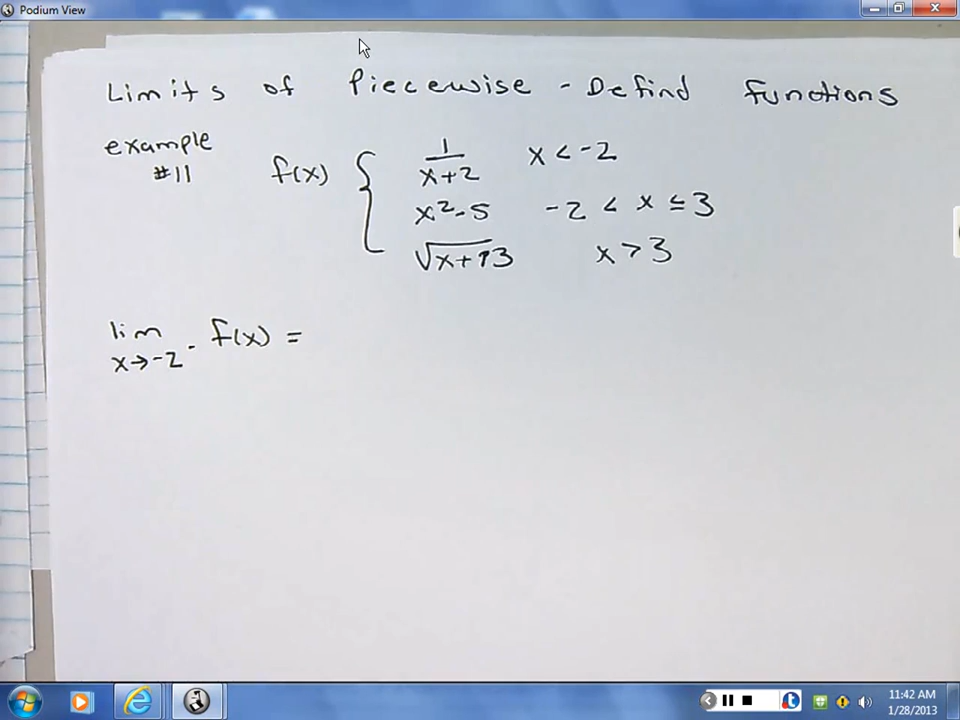 Podium View
Limits of Piecewise - Defind Functions
example
#11
f(x) { 1/(x+2) x < -2
x²-5 -2 < x ≤ 3
√(x+13) x > 3
lim f(x) =
x→-2⁻
11:42 AM
1/28/2013